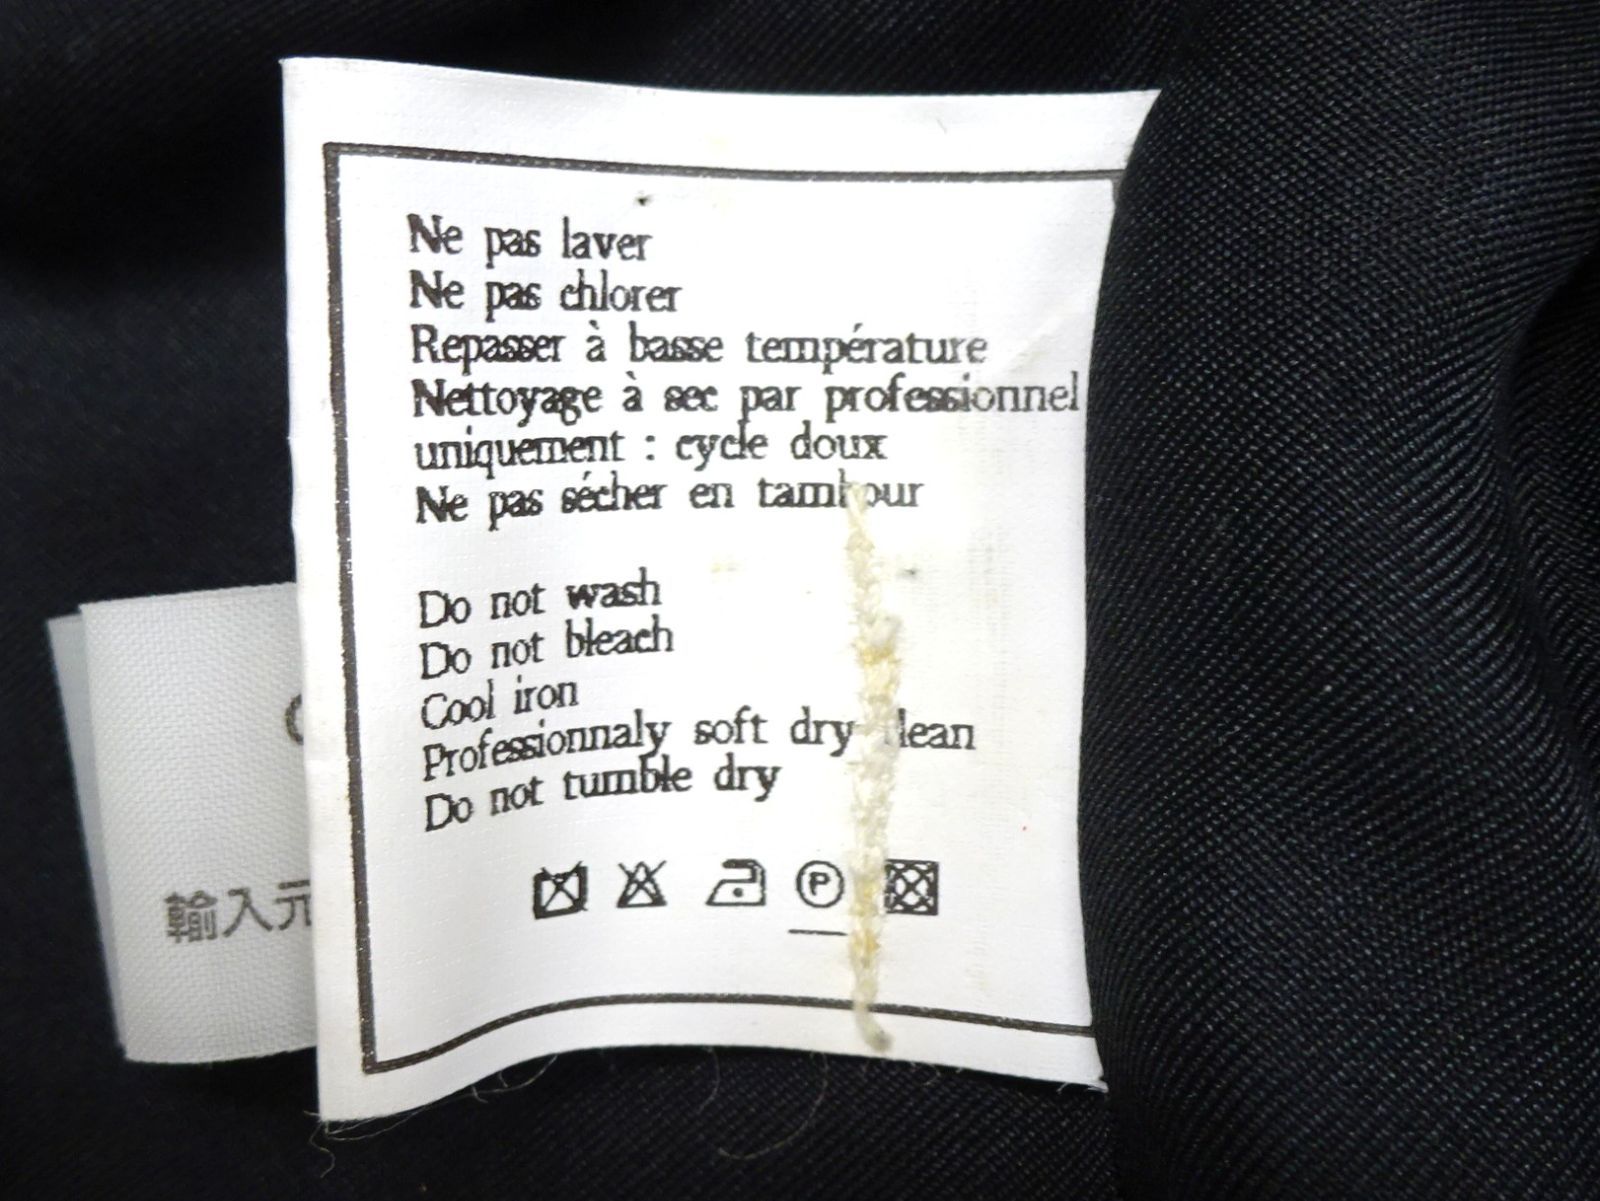 Ne pas laver
Ne pas chlorer
Repasser à basse température
Nettoyage à sec par professionnel
uniquement : cycle doux
Ne pas sécher en tambour
Do not wash
Do not bleach
Cool iron
Professionnaly soft dry clean
Do not tumble dry
P
輸入元